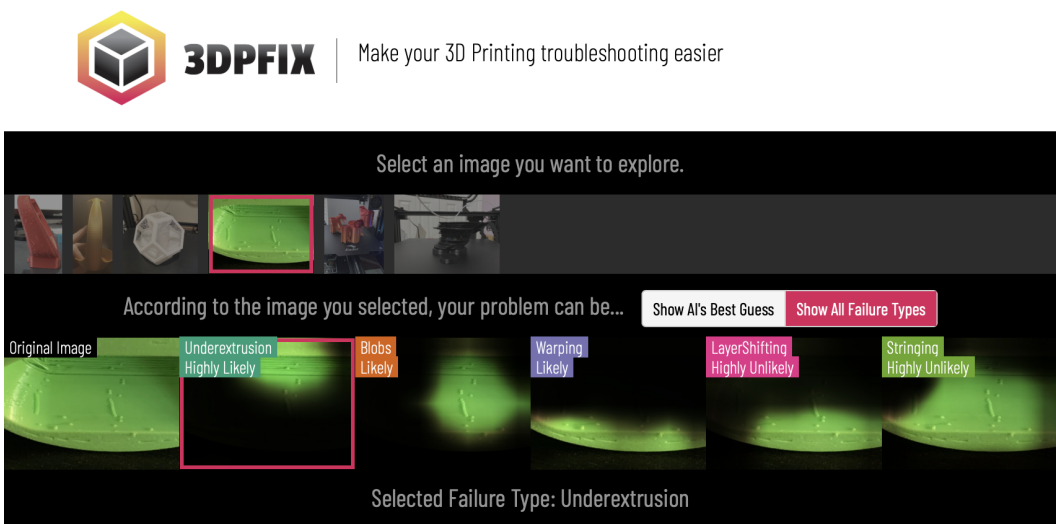 3DPFIX
Make your 3D Printing troubleshooting easier
Select an image you want to explore.
According to the image you selected, your problem can be...
Show AI's Best Guess
Show All Failure Types
Original Image
Underextrusion
Highly Likely
Blobs
Likely
Warping
Likely
LayerShifting
Highly Unlikely
Stringing
Highly Unlikely
Selected Failure Type: Underextrusion